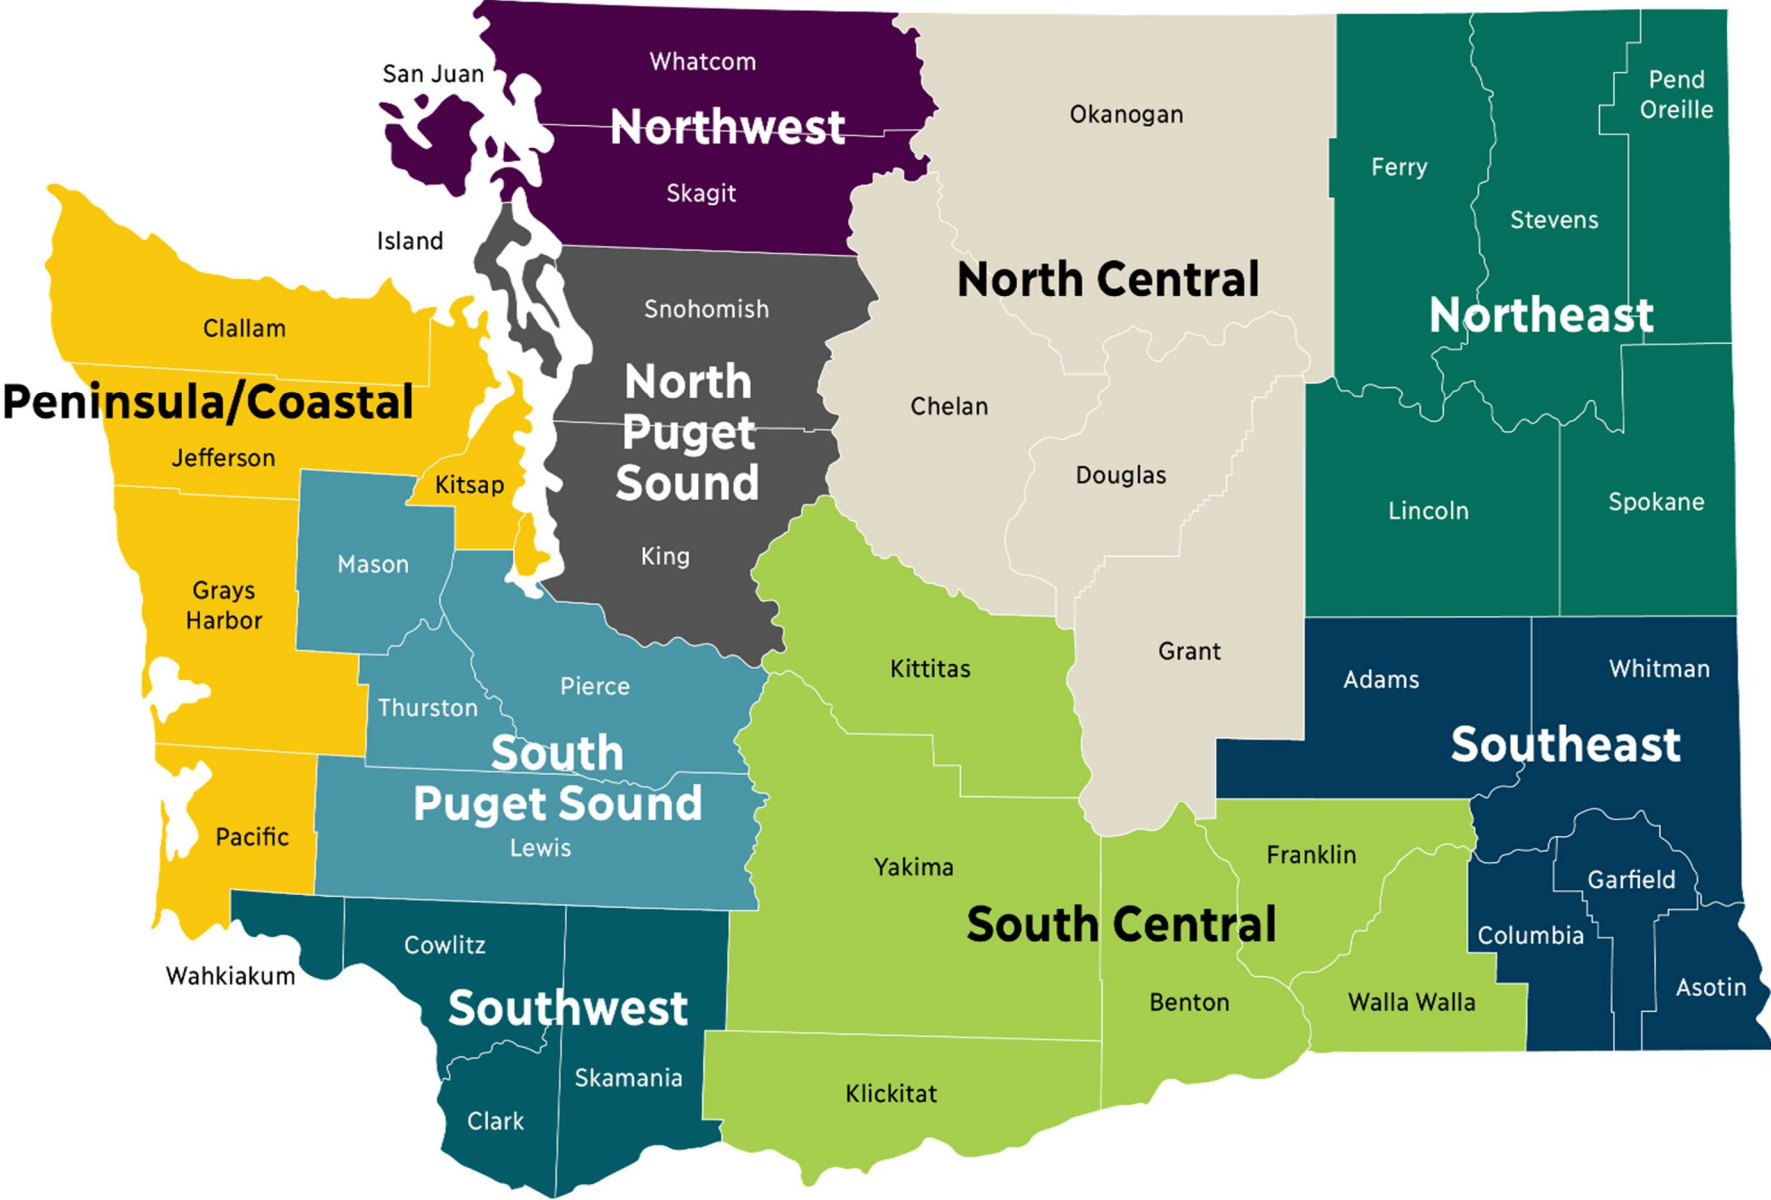 San Juan
Whatcom
Northwest
Skagit
Island
Okanogan
North Central
Chelan
Douglas
Grant
Ferry
Stevens
Pend
Oreille
Northeast
Lincoln
Spokane
Clallam
Peninsula/Coastal
Jefferson
Kitsap
Grays
Harbor
Pacific
Snohomish
North
Puget
Sound
King
Mason
Thurston
Pierce
South
Puget Sound
Lewis
Kittitas
Yakima
South Central
Franklin
Benton
Walla Walla
Klickitat
Adams
Whitman
Southeast
Garfield
Columbia
Asotin
Wahkiakum
Cowlitz
Southwest
Skamania
Clark